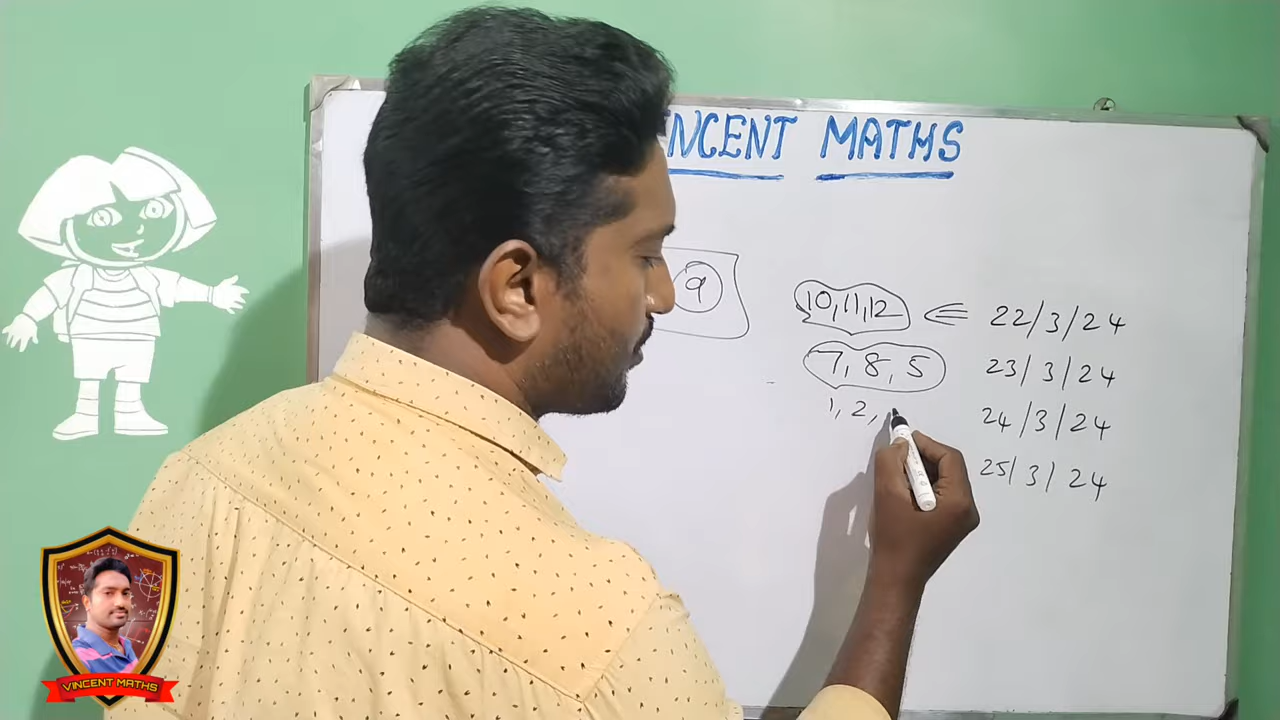 INCENT MATHS
9
10,11,12 ⇐ 22/3/24
7, 8, 5 23/3/24
1, 2, 24/3/24
25/3/24
VINCENT MATHS